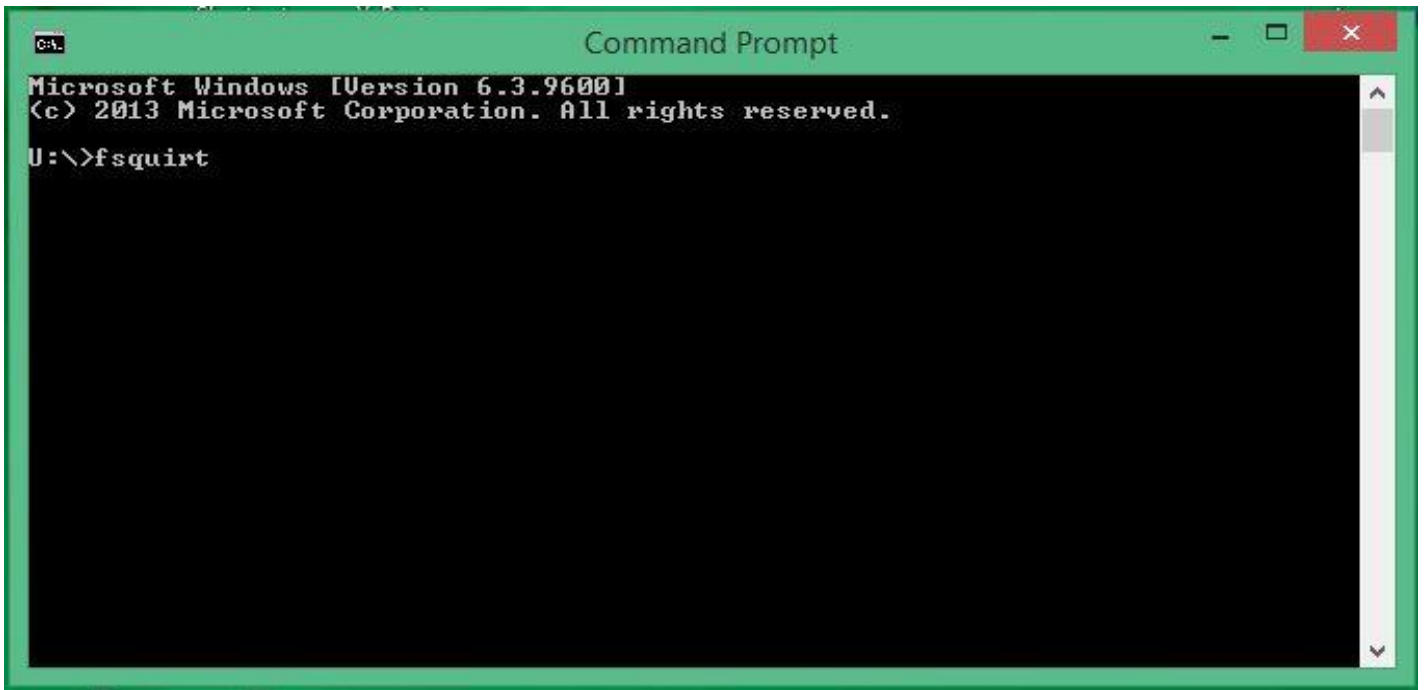 Command Prompt
Microsoft Windows [Version 6.3.9600]
(c) 2013 Microsoft Corporation. All rights reserved.
U:\>fsquirt